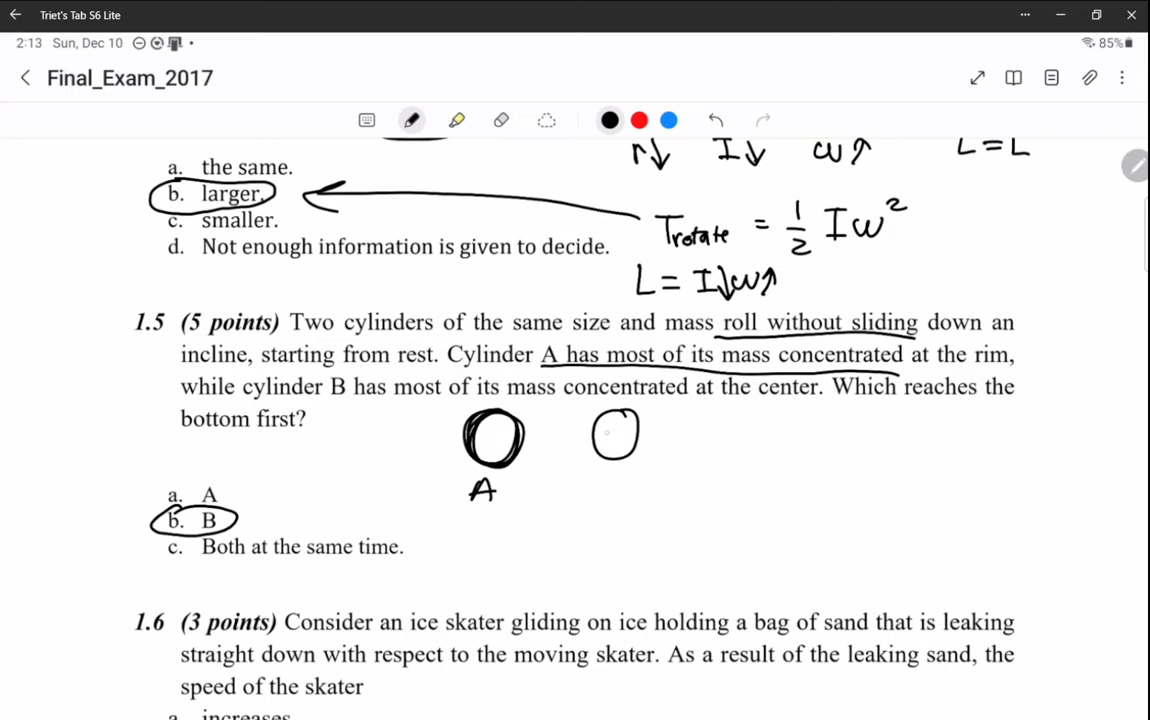 Triet's Tab S6 Lite
2:13 Sun, Dec 10
85%
Final_Exam_2017
r↓ I↓ ω↑ L = L
a. the same.
b. larger.
c. smaller.
d. Not enough information is given to decide.
Trotate = 1/2 Iω²
L = I↓ω↑
1.5 (5 points) Two cylinders of the same size and mass roll without sliding down an
incline, starting from rest. Cylinder A has most of its mass concentrated at the rim,
while cylinder B has most of its mass concentrated at the center. Which reaches the
bottom first?
A
a. A
b. B
c. Both at the same time.
1.6 (3 points) Consider an ice skater gliding on ice holding a bag of sand that is leaking
straight down with respect to the moving skater. As a result of the leaking sand, the
speed of the skater
a. increases